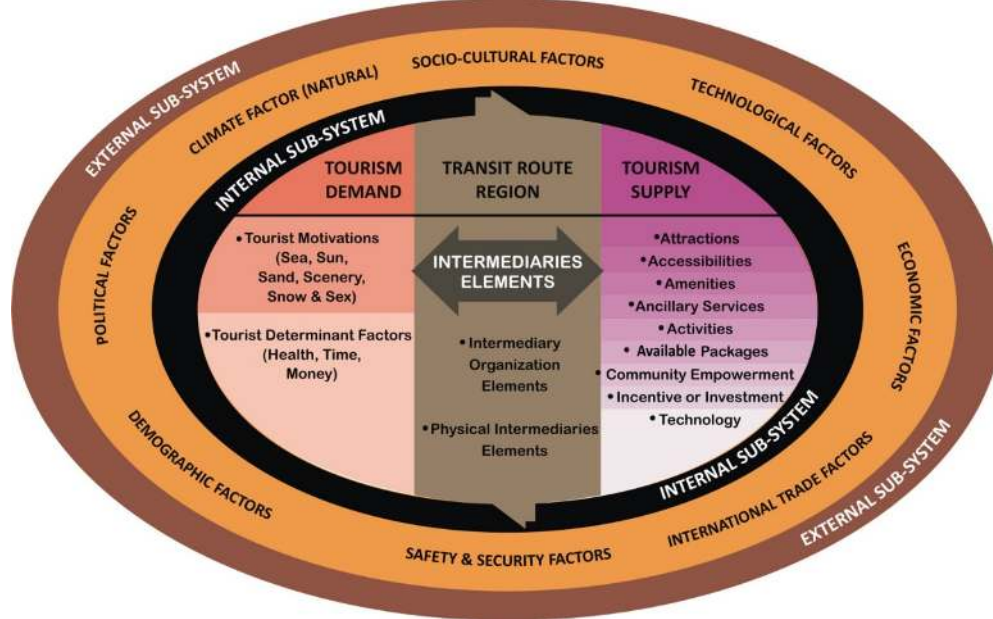 EXTERNAL SUB-SYSTEM
CLIMATE FACTOR (NATURAL)
SOCIO-CULTURAL FACTORS
TECHNOLOGICAL FACTORS
ECONOMIC FACTORS
INTERNATIONAL TRADE FACTORS
SAFETY & SECURITY FACTORS
DEMOGRAPHIC FACTORS
POLITICAL FACTORS
EXTERNAL SUB-SYSTEM
INTERNAL SUB-SYSTEM
TOURISM
DEMAND
• Tourist Motivations
(Sea, Sun,
Sand, Scenery,
Snow & Sex)
• Tourist Determinant Factors
(Health, Time,
Money)
TRANSIT ROUTE
REGION
INTERMEDIARIES
ELEMENTS
• Intermediary
Organization
Elements
• Physical Intermediaries
Elements
TOURISM
SUPPLY
•Attractions
•Accessibilities
•Amenities
•Ancillary Services
•Activities
• Available Packages
• Community Empowerment
•Incentive or Investment
•Technology
INTERNAL SUB-SYSTEM